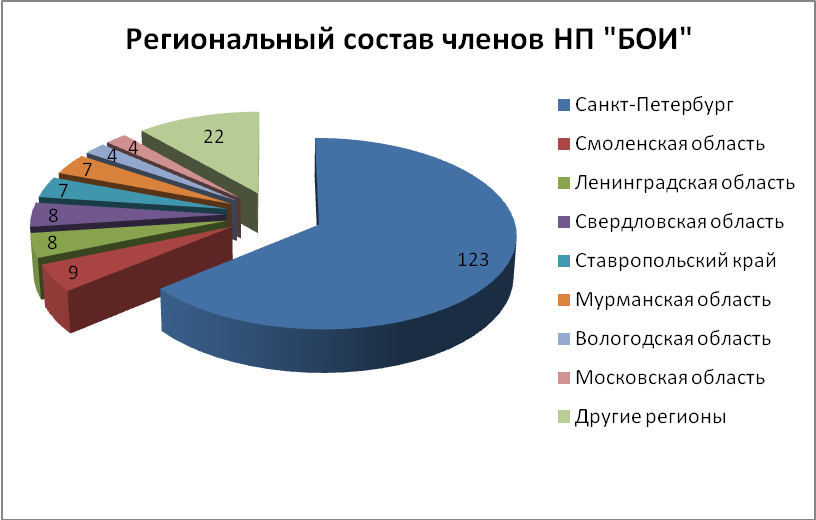 Региональный состав членов НП "БОИ"
123
9
8
8
7
7
4
4
22
Санкт-Петербург
Смоленская область
Ленинградская область
Свердловская область
Ставропольский край
Мурманская область
Вологодская область
Московская область
Другие регионы